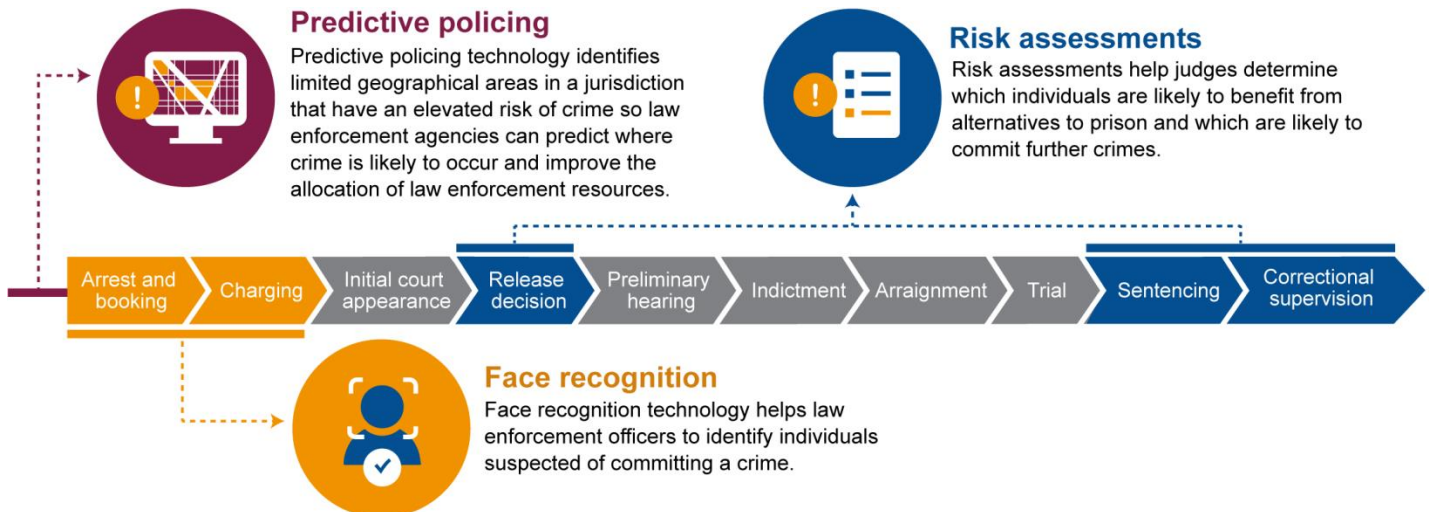 Predictive policing
Predictive policing technology identifies
limited geographical areas in a jurisdiction
that have an elevated risk of crime so law
enforcement agencies can predict where
crime is likely to occur and improve the
allocation of law enforcement resources.
Risk assessments
Risk assessments help judges determine
which individuals are likely to benefit from
alternatives to prison and which are likely to
commit further crimes.
Arrest and
booking
Charging
Initial court
appearance
Release
decision
Preliminary
hearing
Indictment
Arraignment
Trial
Sentencing
Correctional
supervision
Face recognition
Face recognition technology helps law
enforcement officers to identify individuals
suspected of committing a crime.